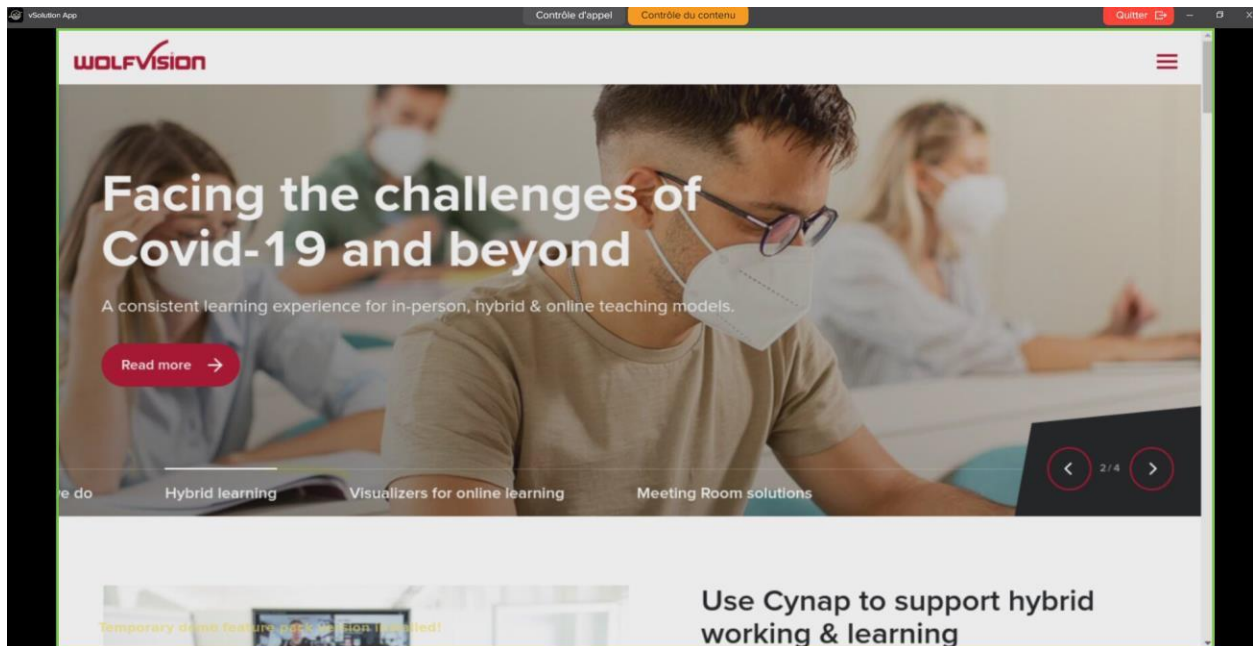 vSolution App
Contrôle d'appel
Contrôle du contenu
Quitter
WOLFVISION
Facing the challenges of
Covid-19 and beyond
A consistent learning experience for in-person, hybrid & online teaching models.
Read more
2/4
e do
Hybrid learning
Visualizers for online learning
Meeting Room solutions
Use Cynap to support hybrid
working & learning
Temporary demo feature pack version installed!